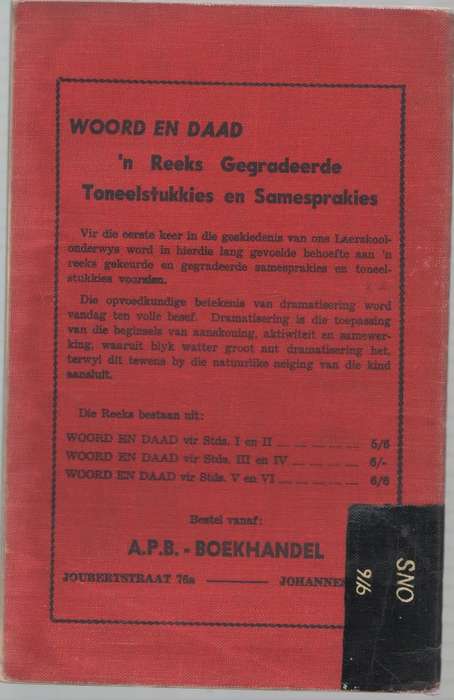 WOORD EN DAAD
'n Reeks Gegradeerde
Toneelstukkies en Samesprakies
Vir die eerste keer in die geskiedenis van ons Laerskool-
onderwys word in hierdie lang gevoelde behoefte aan 'n
reeks gekeurde en gegradeerde samesprakies en toneel-
stukkies voorsien.
Die opvoedkundige betekenis van dramatisering word
vandag ten volle besef. Dramatisering is die toepassing
van die beginsels van aanskouing, aktiwiteit en samewer-
king, waaruit blyk watter groot nut dramatisering het,
terwyl dit tewens by die natuurlike neiging van die kind
aansluit.
Die Reeks bestaan uit:
WOORD EN DAAD vir Stds. I en II — — — — — 5/6
WOORD EN DAAD vir Stds. III en IV — — — — — 6/-
WOORD EN DAAD vir Stds. V en VI — — — — — 6/6
Bestel vanaf:
A.P.B. - BOEKHANDEL
JOUBERTSTRAAT 76a ——— JOHANNES
SNO
9/6